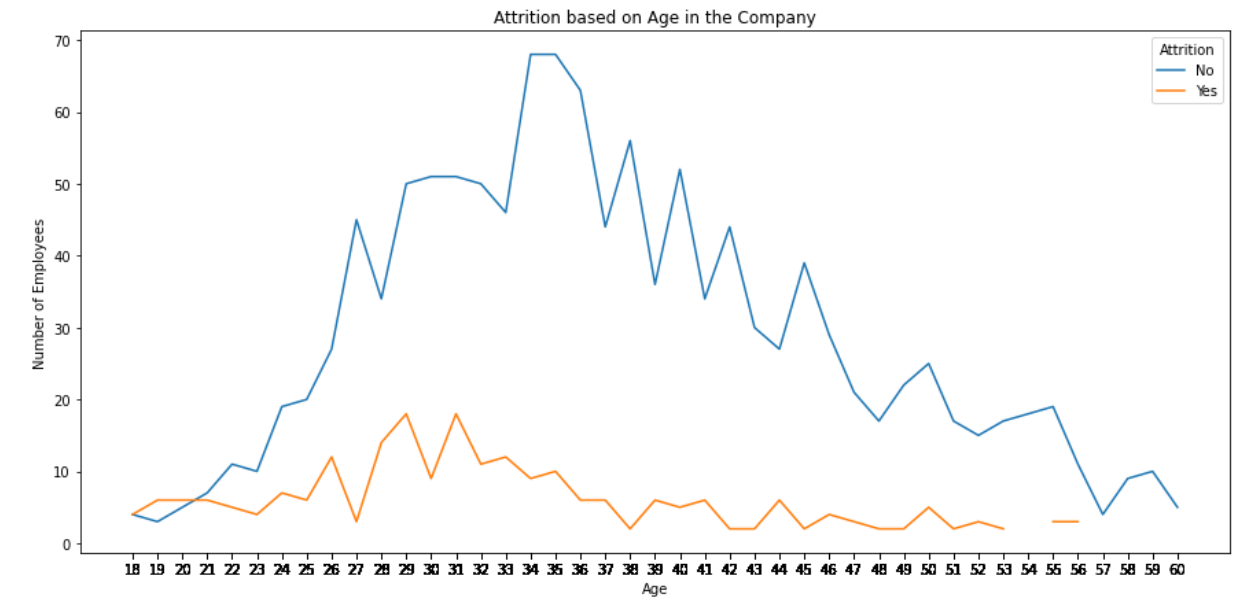 Attrition based on Age in the Company
Attrition
No
Yes
Number of Employees
70
60
50
40
30
20
10
0
18 19 20 21 22 23 24 25 26 27 28 29 30 31 32 33 34 35 36 37 38 39 40 41 42 43 44 45 46 47 48 49 50 51 52 53 54 55 56 57 58 59 60
Age